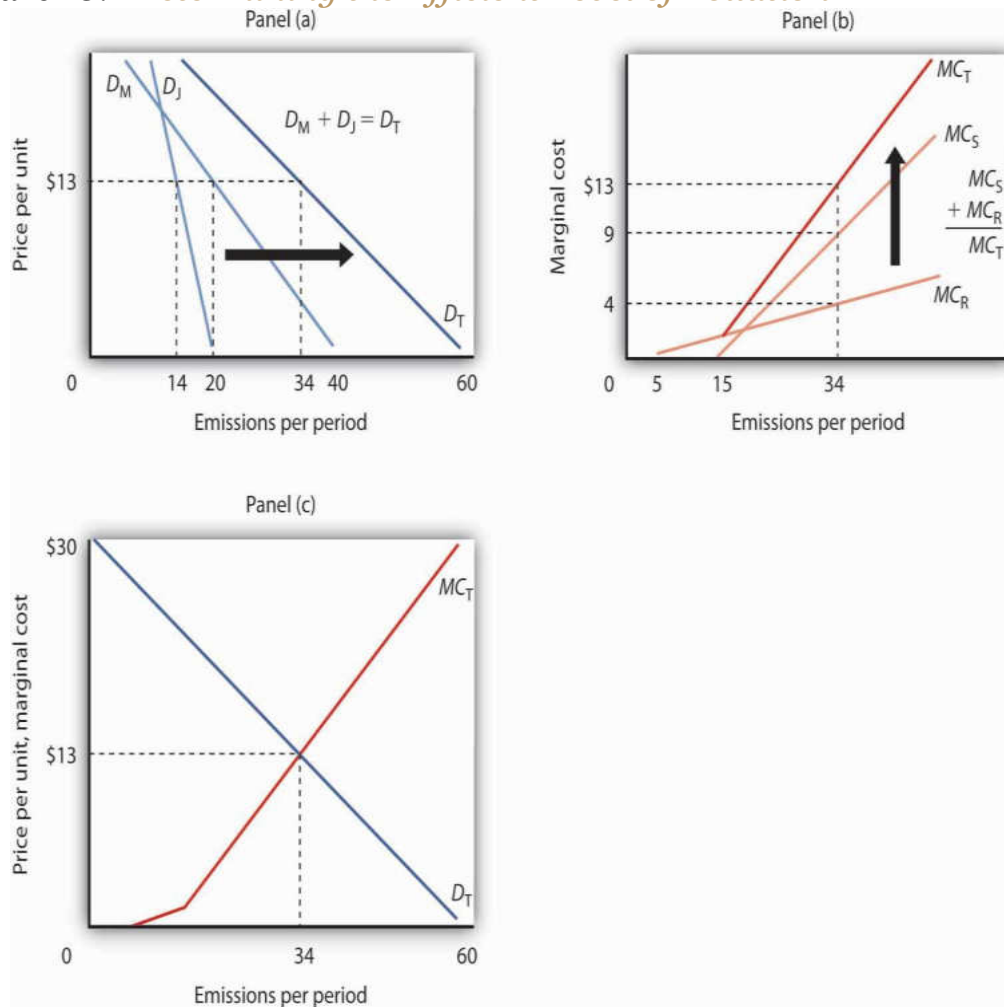 Panel (a)
Price per unit
$13
D_M
D_J
D_M + D_J = D_T
D_T
0
14
20
34
40
60
Emissions per period
Panel (b)
Marginal cost
$13
9
4
MC_T
MC_S
MC_S
+ MC_R
MC_T
MC_R
0
5
15
34
Emissions per period
Panel (c)
Price per unit, marginal cost
$30
$13
MC_T
D_T
0
34
60
Emissions per period